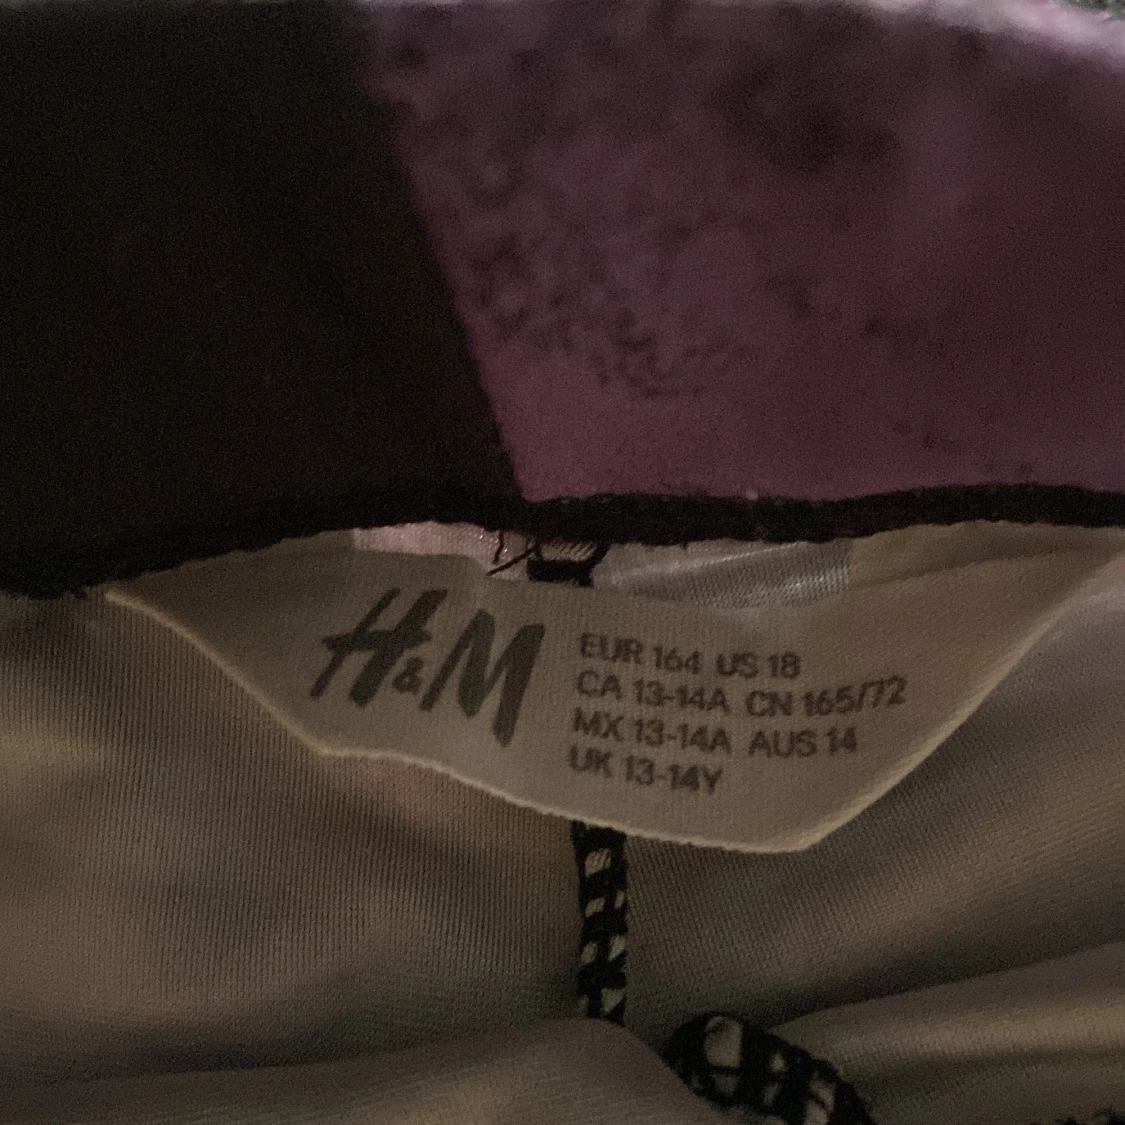 H&M
EUR 164 US 18
CA 13-14A CN 165/72
MX 13-14A AUS 14
UK 13-14Y